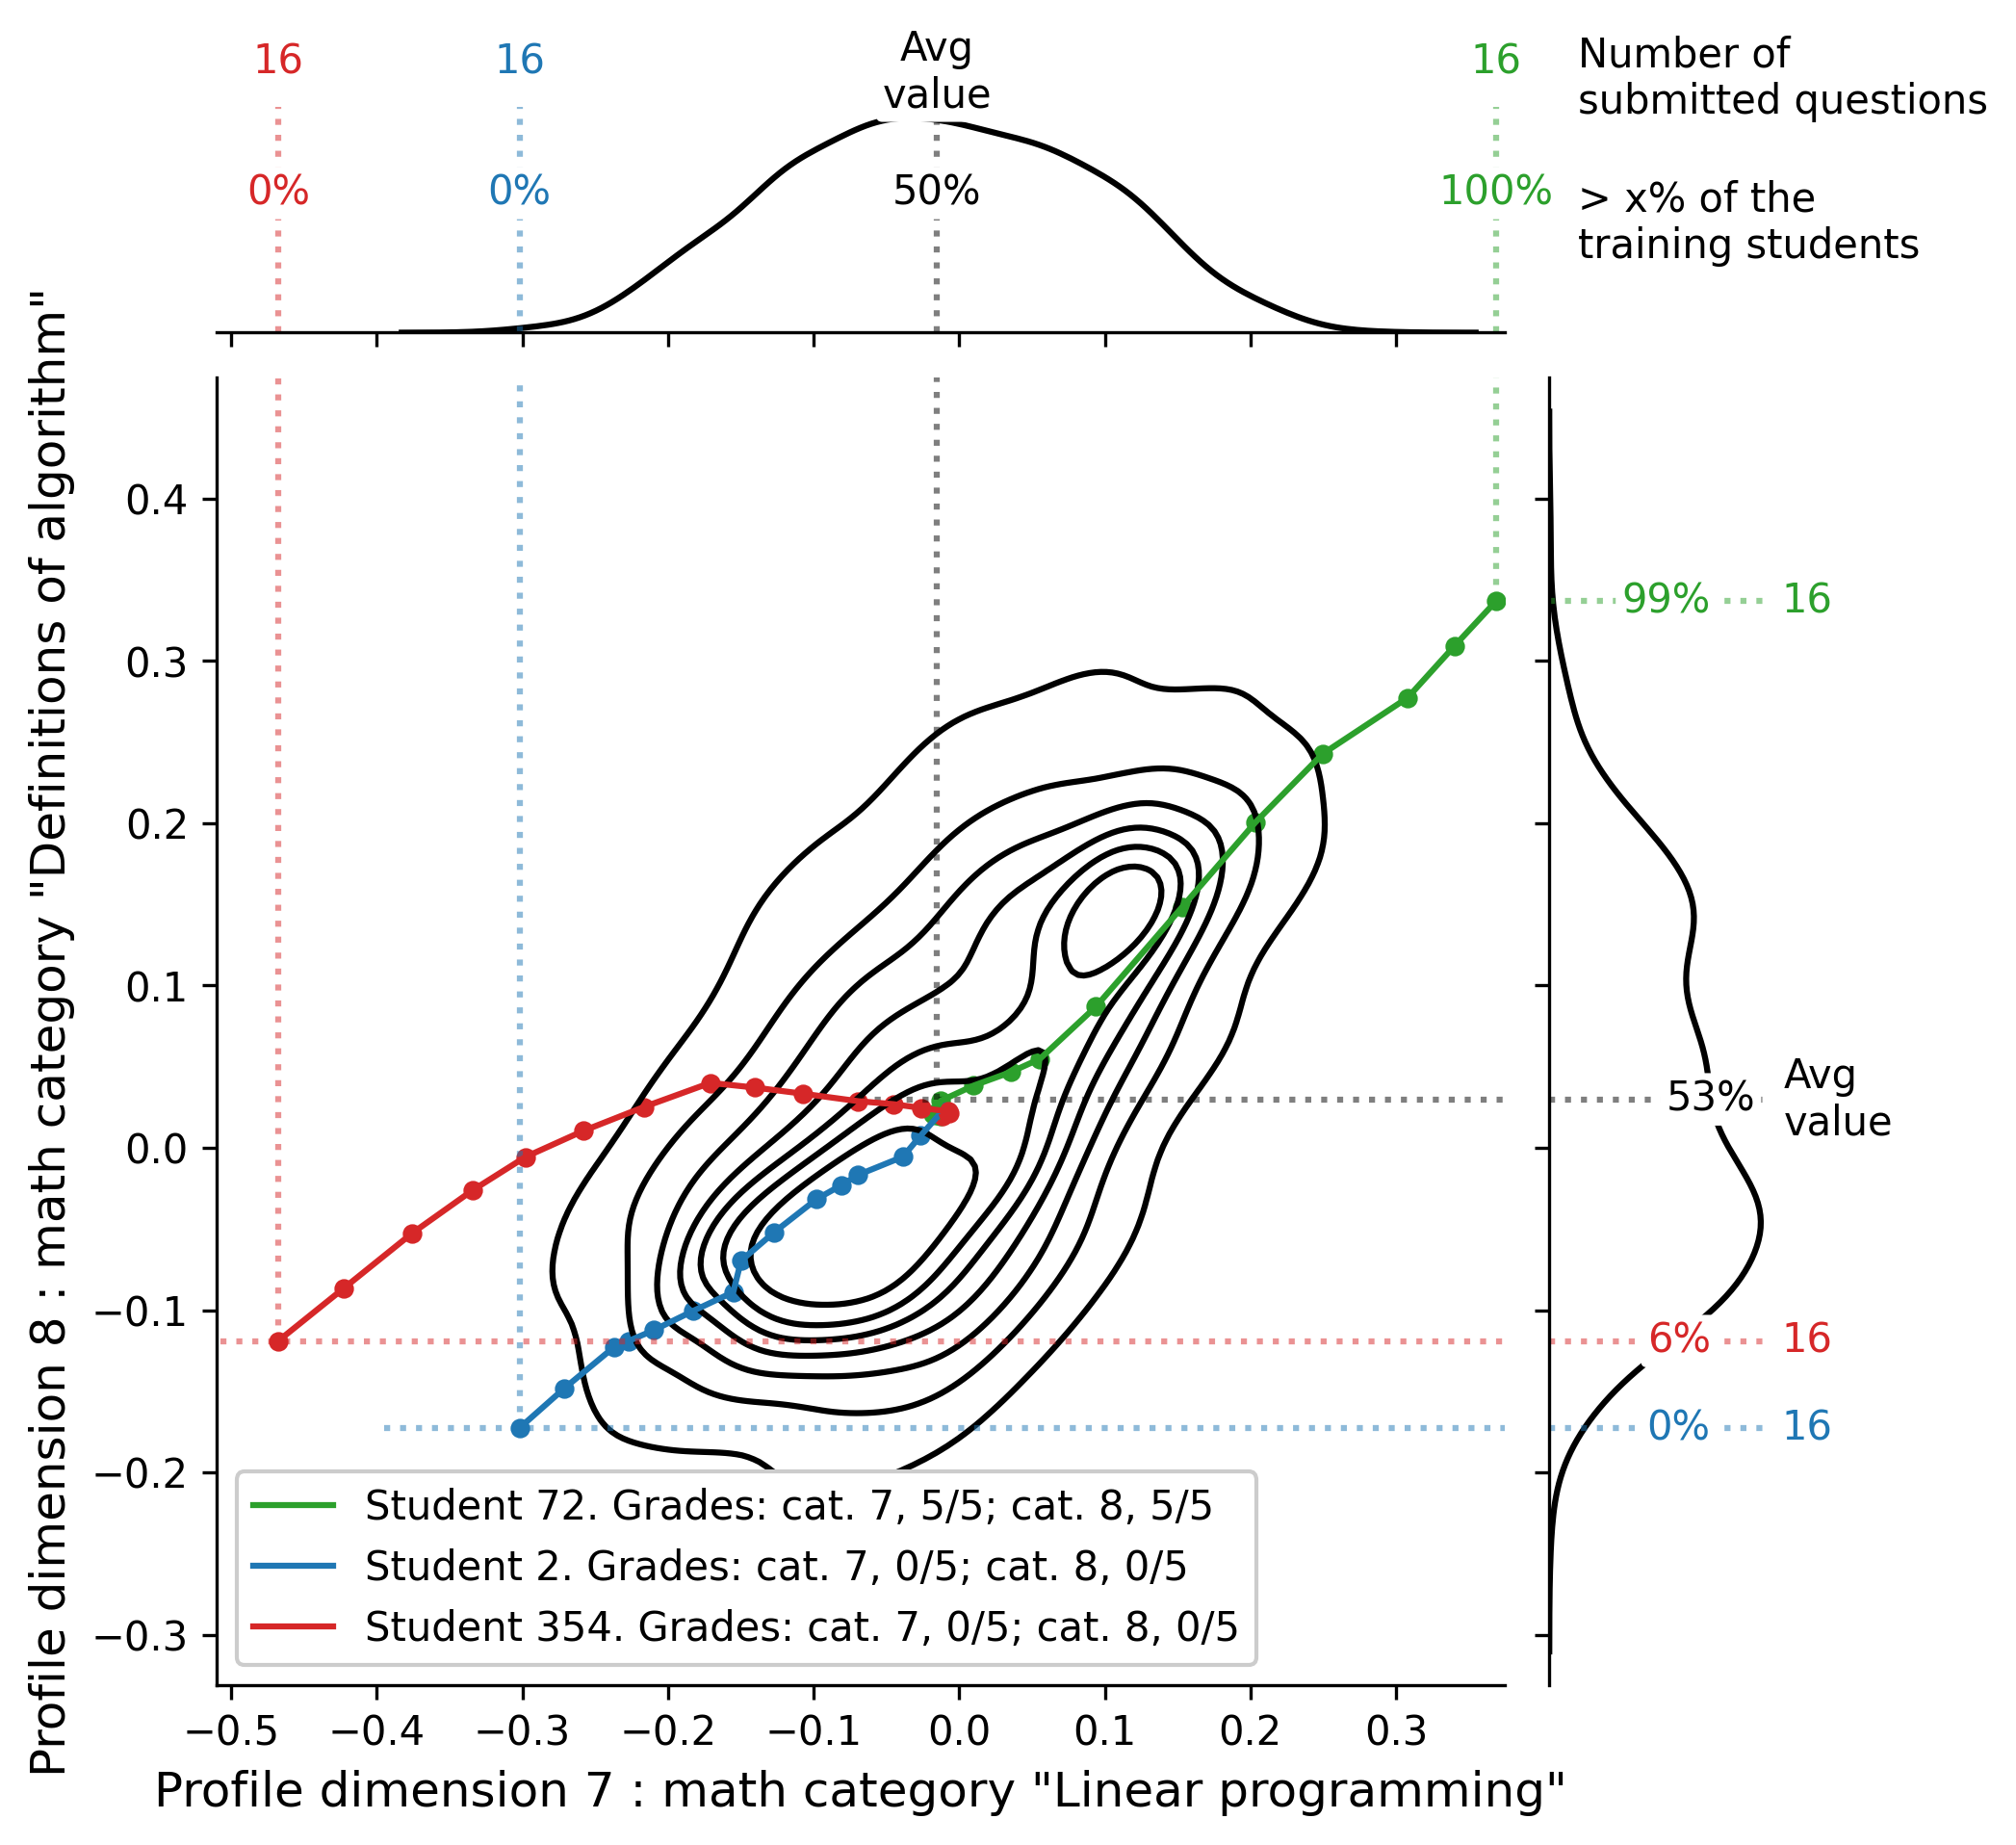 16
16
Avg
value
16
Number of
submitted questions
0%
0%
50%
100%
> x% of the
training students
Profile dimension 8 : math category "Definitions of algorithm"
0.4
0.3
0.2
0.1
0.0
−0.1
−0.2
−0.3
99%
16
53%
Avg
value
6%
16
0%
16
Student 72. Grades: cat. 7, 5/5; cat. 8, 5/5
Student 2. Grades: cat. 7, 0/5; cat. 8, 0/5
Student 354. Grades: cat. 7, 0/5; cat. 8, 0/5
−0.5
−0.4
−0.3
−0.2
−0.1
0.0
0.1
0.2
0.3
Profile dimension 7 : math category "Linear programming"